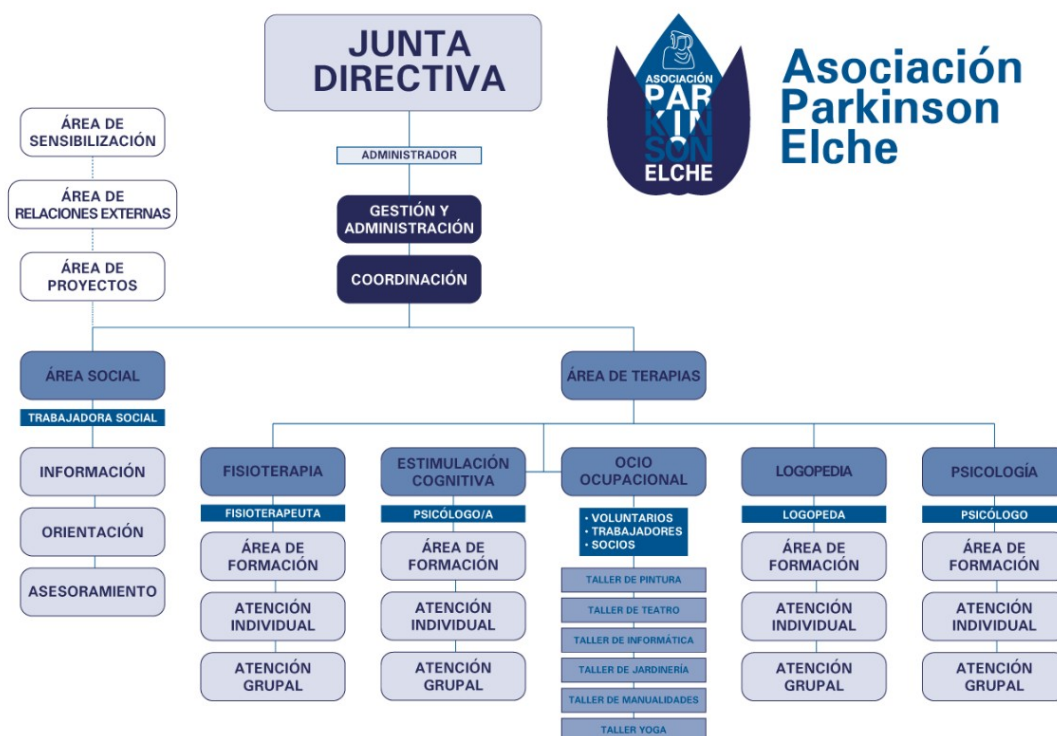 JUNTA
DIRECTIVA
ASOCIACIÓN
PAR
KIN
SON
ELCHE
Asociación
Parkinson
Elche
ADMINISTRADOR
GESTIÓN Y
ADMINISTRACIÓN
COORDINACIÓN
ÁREA DE
SENSIBILIZACIÓN
ÁREA DE
RELACIONES EXTERNAS
ÁREA DE
PROYECTOS
ÁREA SOCIAL
TRABAJADORA SOCIAL
INFORMACIÓN
ORIENTACIÓN
ASESORAMIENTO
ÁREA DE TERAPIAS
FISIOTERAPIA
FISIOTERAPEUTA
ÁREA DE
FORMACIÓN
ATENCIÓN
INDIVIDUAL
ATENCIÓN
GRUPAL
ESTIMULACIÓN
COGNITIVA
PSICÓLOGO/A
ÁREA DE
FORMACIÓN
ATENCIÓN
INDIVIDUAL
ATENCIÓN
GRUPAL
OCIO
OCUPACIONAL
• VOLUNTARIOS
• TRABAJADORES
• SOCIOS
TALLER DE PINTURA
TALLER DE TEATRO
TALLER DE INFORMÁTICA
TALLER DE JARDINERÍA
TALLER DE MANUALIDADES
TALLER YOGA
LOGOPEDIA
LOGOPEDA
ÁREA DE
FORMACIÓN
ATENCIÓN
INDIVIDUAL
ATENCIÓN
GRUPAL
PSICOLOGÍA
PSICÓLOGO
ÁREA DE
FORMACIÓN
ATENCIÓN
INDIVIDUAL
ATENCIÓN
GRUPAL